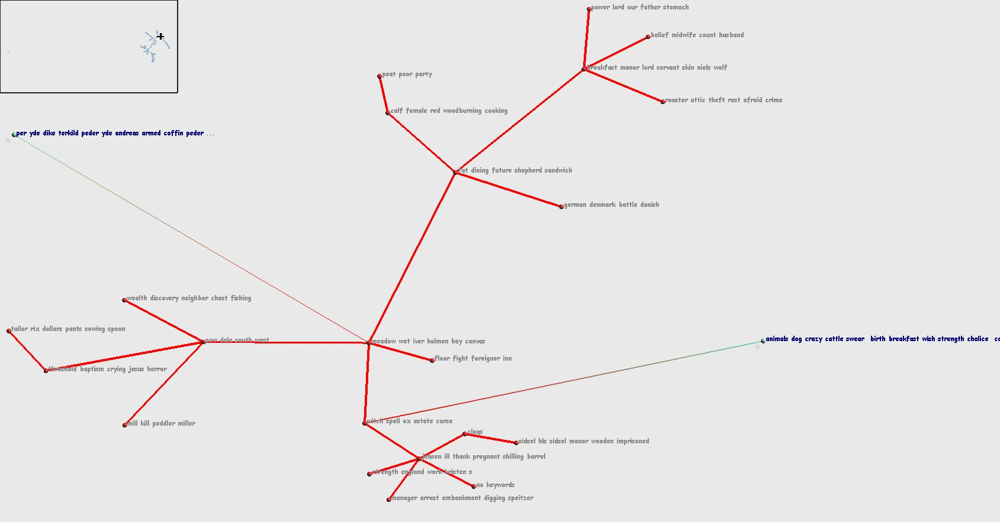 power lord our father stomach
belief midwife count husband
breakfast manor lord servant skin niels wolf
peat poor party
rooster attic theft rest afraid crime
calf female red woodburning cooking
per yde dike terkild peder yde andreas armed coffin peder ...
fat dining future shepherd sandwich
german denmark battle danish
wealth discovery neighbor chest fishing
tailor rix dollars pants sewing spoon
sow dale south west
meadow wet iver holmen hay canvas
animals dog crazy cattle swear birth breakfast wish strength chalice
floor fight foreigner inn
threshold baptism crying jesus horror
mill kill peddler miller
witch spell ox estate curse
clogs
sidsel hls sidsel manor wooden imprisoned
jensen ill thank pregnant shilling barrel
strength england work kristen s
no keywords
manager arrest embankment digging speitzer